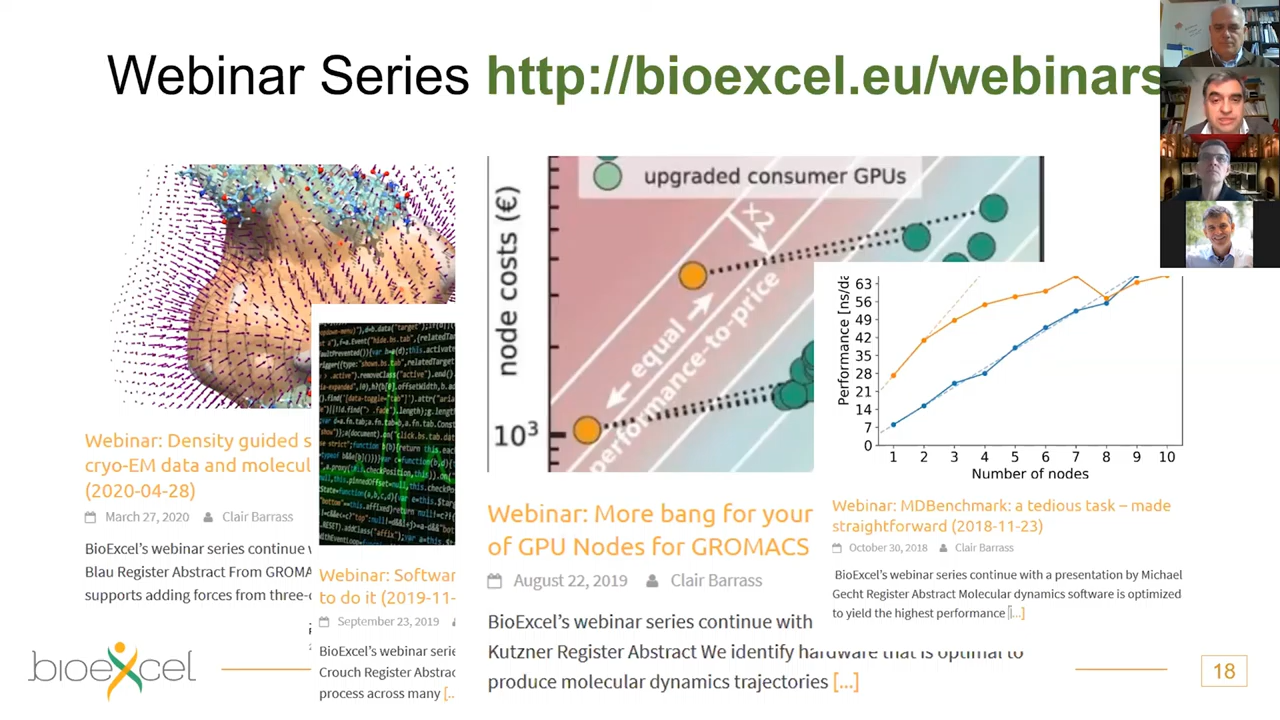 Webinar Series http://bioexcel.eu/webinars
upgraded consumer GPUs
node costs (€)
x2
equal
performance-to-price
10³
Performance [ns/da
63
56
49
42
35
28
21
14
7
0
1 2 3 4 5 6 7 8 9 10
Number of nodes
Webinar: Density guided s
cryo-EM data and molecul
(2020-04-28)
March 27, 2020 Clair Barrass
BioExcel’s webinar series continue
Blau Register Abstract From GROMA
supports adding forces from three-
Webinar: Softwar
to do it (2019-11-
September 23, 2019
BioExcel’s webinar serie
Crouch Register Abstrac
process across many [..
Webinar: More bang for your
of GPU Nodes for GROMACS
August 22, 2019 Clair Barrass
BioExcel’s webinar series continue with
Kutzner Register Abstract We identify hardware that is optimal to
produce molecular dynamics trajectories [...]
Webinar: MDBenchmark: a tedious task – made
straightforward (2018-11-23)
October 30, 2018 Clair Barrass
BioExcel’s webinar series continue with a presentation by Michael
Gecht Register Abstract Molecular dynamics software is optimized
to yield the highest performance [...]
bioexcel
18